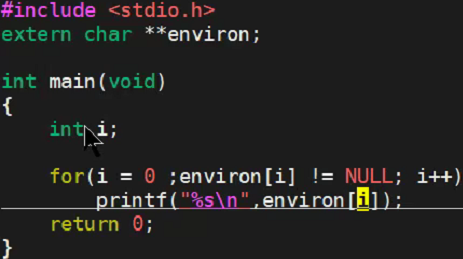 #include <stdio.h>
extern char **environ;
int main(void)
{
int i;
for(i = 0 ;environ[i] != NULL; i++)
printf("%s\n",environ[i]);
return 0;
}